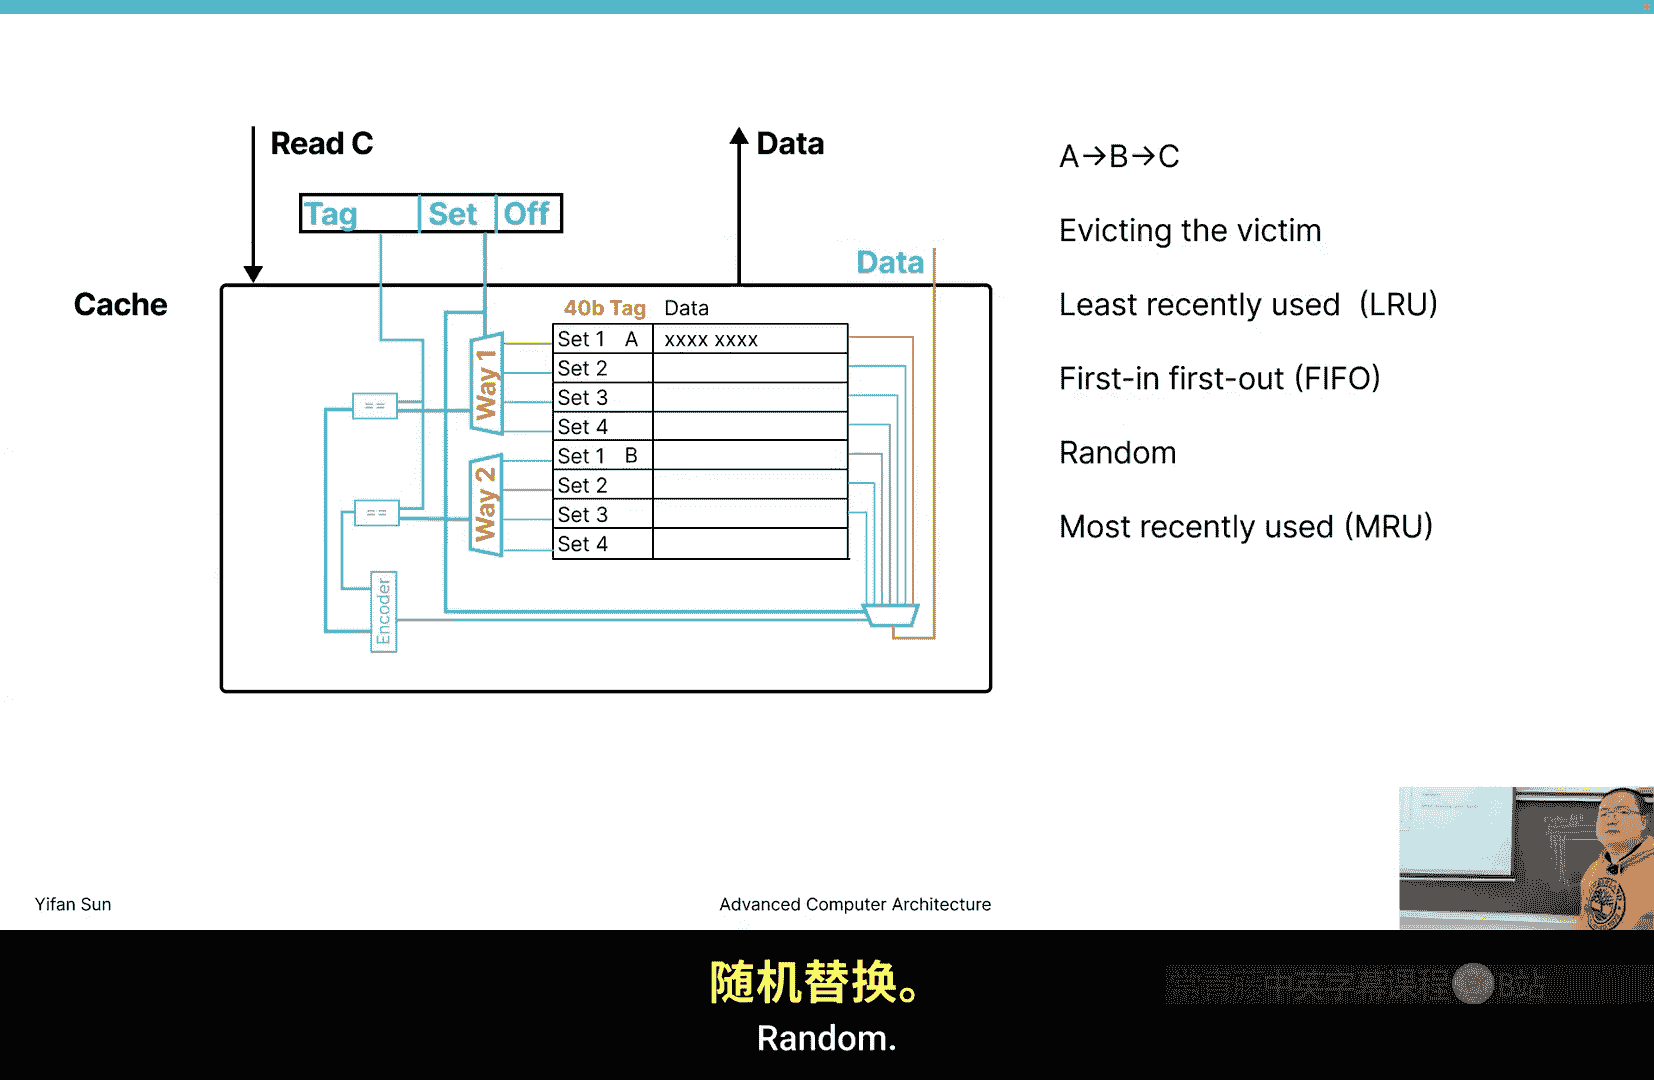 Read C
Data
A→B→C
Tag Set Off
Evicting the victim
Data
Cache
40b Tag Data
Least recently used (LRU)
Set 1 A xxxx xxxx
Set 2
Set 3
Set 4
Set 1 B
Set 2
Set 3
Set 4
Way 1
Way 2
==
==
Encoder
First-in first-out (FIFO)
Random
Most recently used (MRU)
Yifan Sun
Advanced Computer Architecture
随机替换。
Random.